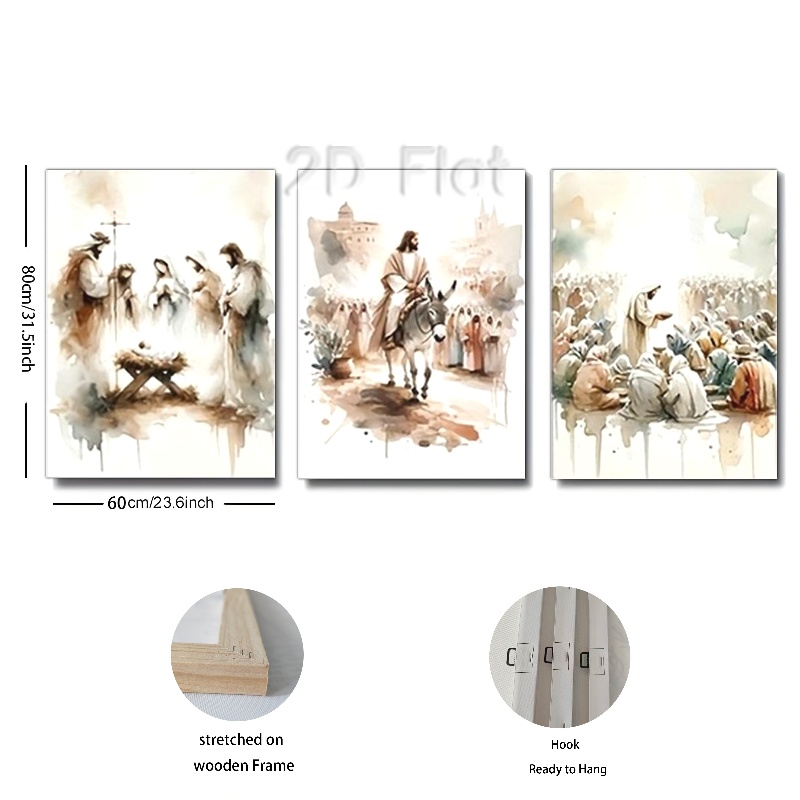 2D Flat
80cm/31.5inch
60cm/23.6inch
stretched on
wooden Frame
Hook
Ready to Hang